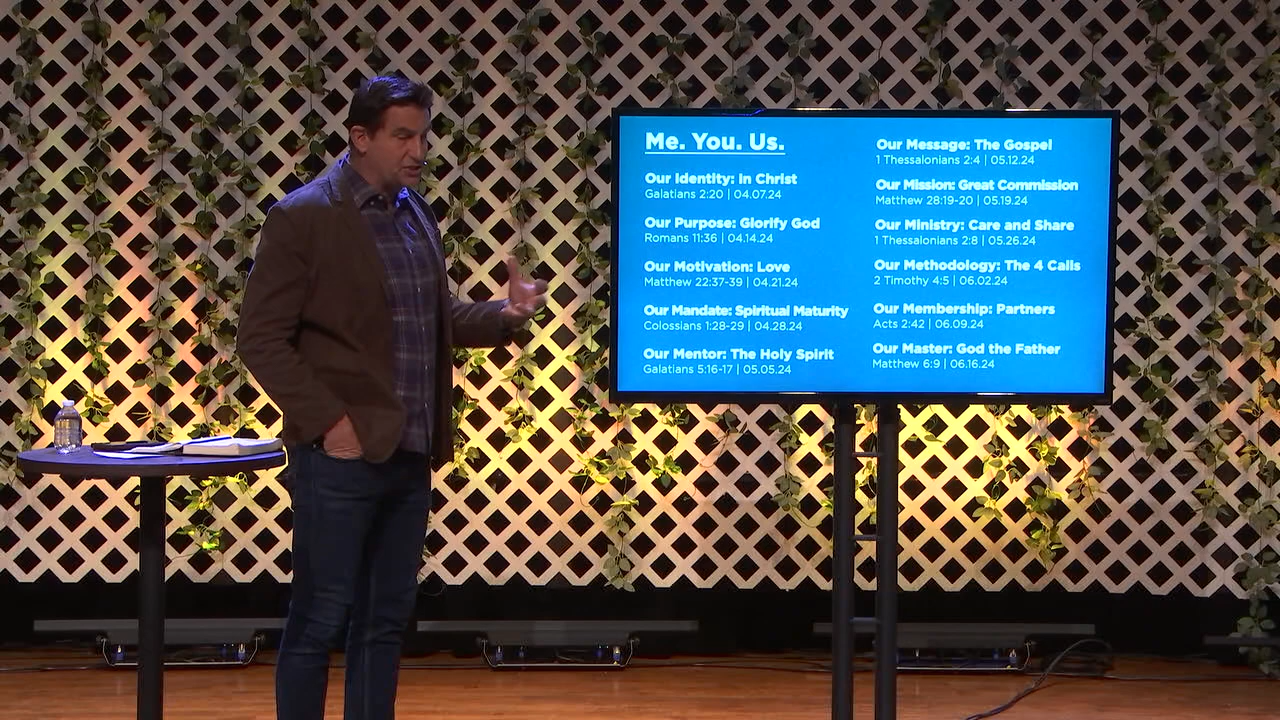 Me. You. Us.
Our Identity: In Christ
Galatians 2:20 | 04.07.24
Our Purpose: Glorify God
Romans 11:36 | 04.14.24
Our Motivation: Love
Matthew 22:37-39 | 04.21.24
Our Mandate: Spiritual Maturity
Colossians 1:28-29 | 04.28.24
Our Mentor: The Holy Spirit
Galatians 5:16-17 | 05.05.24
Our Message: The Gospel
1 Thessalonians 2:4 | 05.12.24
Our Mission: Great Commission
Matthew 28:19-20 | 05.19.24
Our Ministry: Care and Share
1 Thessalonians 2:8 | 05.26.24
Our Methodology: The 4 Calls
2 Timothy 4:5 | 06.02.24
Our Membership: Partners
Acts 2:42 | 06.09.24
Our Master: God the Father
Matthew 6:9 | 06.16.24